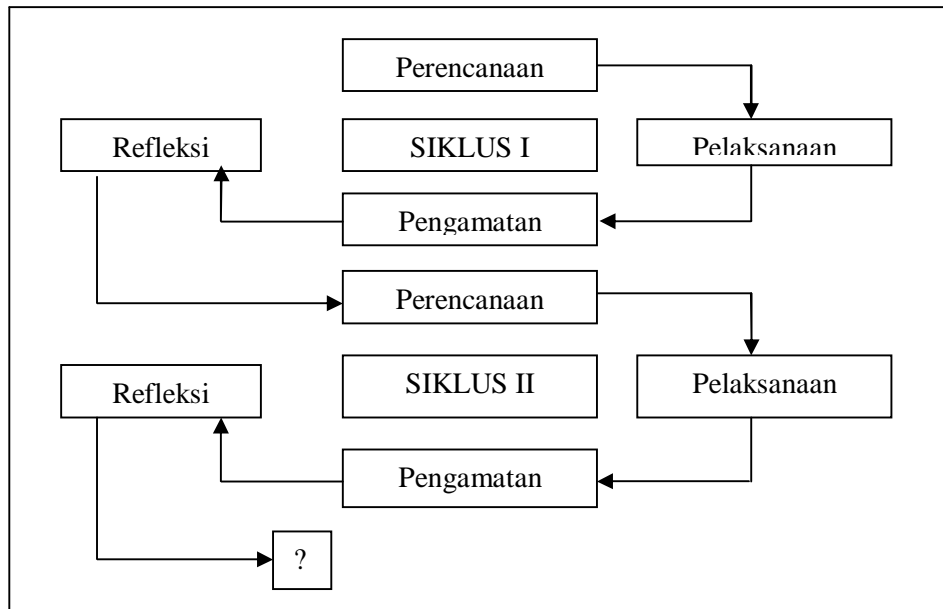 Perencanaan
Refleksi
SIKLUS I
Pelaksanaan
Pengamatan
Perencanaan
Refleksi
SIKLUS II
Pelaksanaan
Pengamatan
?